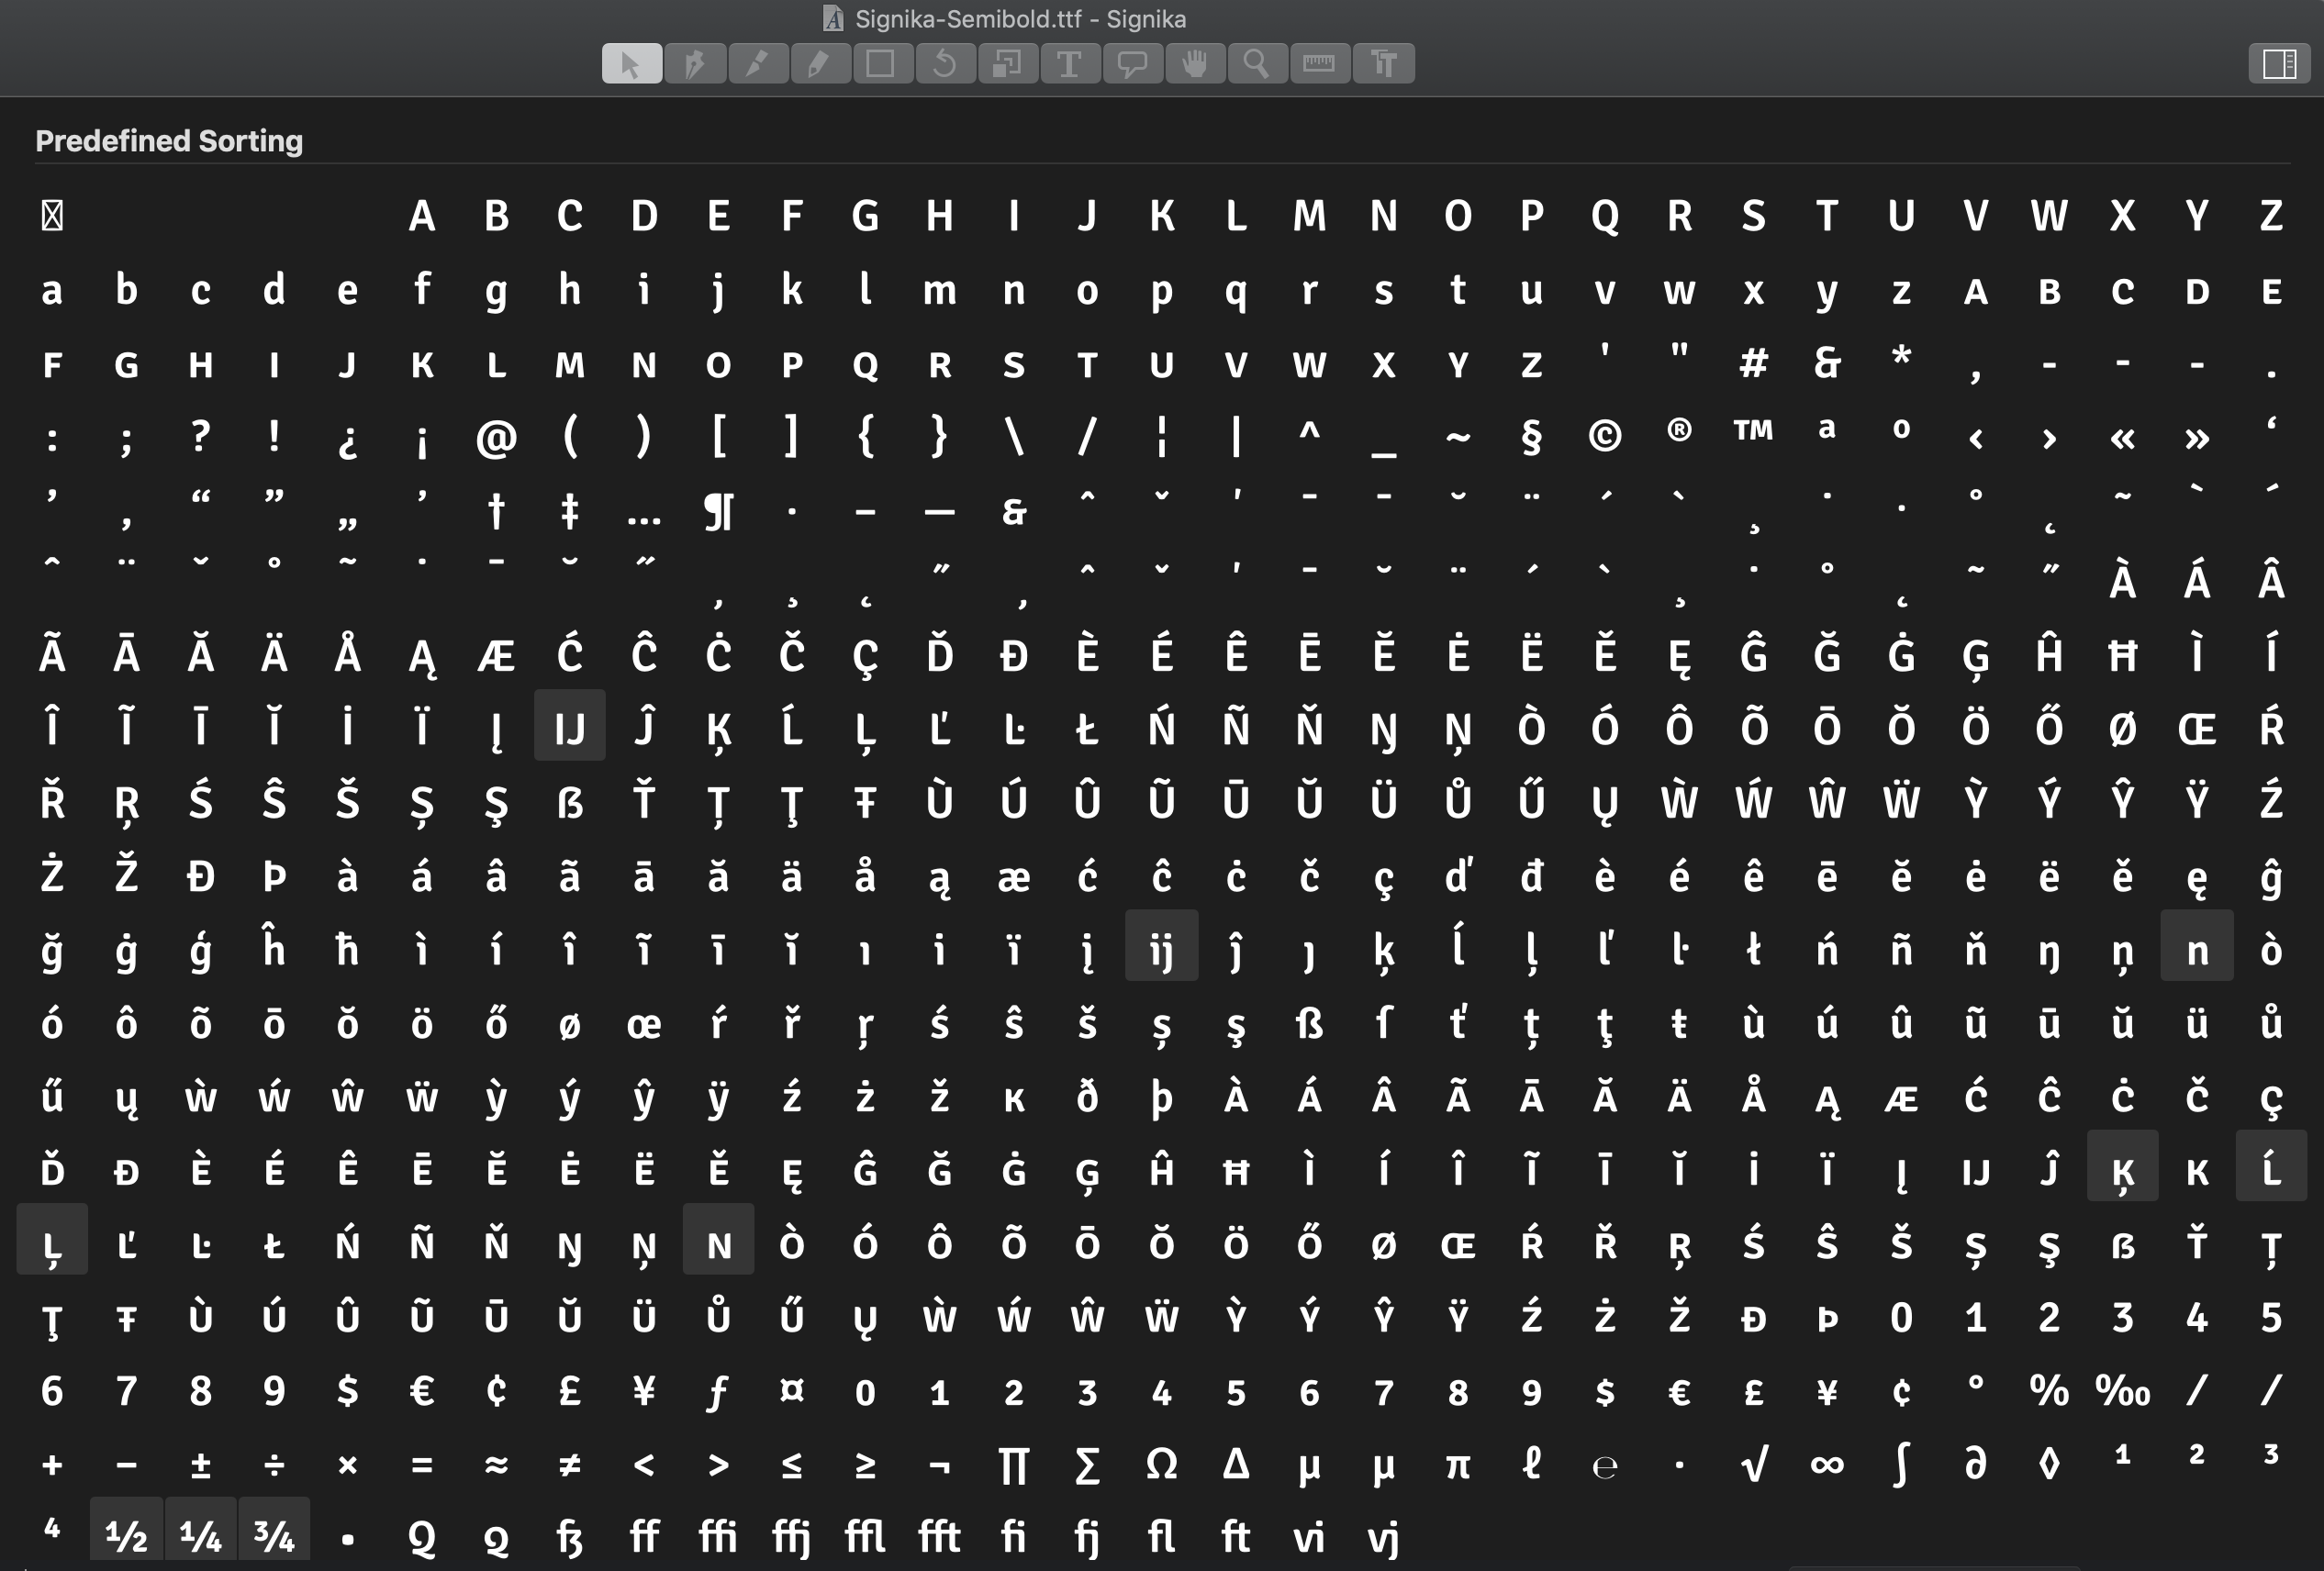 Signika-Semibold.ttf - Signika
Predefined Sorting
A B C D E F G H I J K L M N O P Q R S T U V W X Y Z
a b c d e f g h i j k l m n o p q r s t u v w x y z A B C D E
F G H I J K L M N O P Q R S T U V W X Y Z ' " # & * , - - - .
: ; ? ! ¿ ¡ @ ( ) [ ] { } \ / ¦ | ^ _ ~ § © ® ™ ª º ‹ › « » ‘
’ ‚ “ ” „ ’ † ‡ … ¶ · – — & ˆ ˇ ' ¯ ¯ ˘ ¨ ´ ` ¸ ˙ · ˚ ˛ ˜ ` ´
ˆ ¨ ˇ ˚ ˜ ˙ ¯ ˘ ˝ , ¸ ˛ ˝ , ˆ ˇ ' ¯ ˘ ¨ ´ ` ¸ ˙ ˚ ˛ ˜ ˝ À Á Â
Ã Ā Ă Ä Å Ą Æ Ć Ĉ Ċ Č Ç Ď Đ È É Ê Ē Ĕ Ė Ë Ě Ę Ĝ Ğ Ġ Ģ Ĥ Ħ Ì Í
Î Ĩ Ī Ĭ İ Ï Į Ĳ Ĵ Ķ Ĺ Ļ Ľ Ŀ Ł Ń Ñ Ň Ŋ Ņ Ò Ó Ô Õ Ō Ŏ Ö Ő Ø Œ Ŕ
Ř Ŗ Ś Ŝ Š Ș Ş ẞ Ť Ț Ţ Ŧ Ù Ú Û Ũ Ū Ŭ Ü Ů Ű Ų Ẁ Ẃ Ŵ Ẅ Ỳ Ý Ŷ Ÿ Ź
Ż Ž Ð Þ à á â ã ā ă ä å ą æ ć ĉ ċ č ç ď đ è é ê ē ĕ ė ë ě ę ĝ
ğ ġ ģ ĥ ħ ì í î ĩ ī ĭ ı i ï į ĳ ĵ ȷ ķ ĺ ļ ľ ŀ ł ń ñ ň ŋ ņ n ò
ó ô õ ō ŏ ö ő ø œ ŕ ř ŗ ś ŝ š ș ş ß ſ ť ț ţ ŧ ù ú û ũ ū ŭ ü ů
ű ų ẁ ẃ ŵ ẅ ỳ ý ŷ ÿ ź ż ž ĸ ð þ À Á Â Ã Ā Ă Ä Å Ą Æ Ć Ĉ Ċ Č Ç
Ď Đ È É Ê Ē Ĕ Ė Ë Ě Ę Ĝ Ğ Ġ Ģ Ĥ Ħ Ì Í Î Ĩ Ī Ĭ İ Ï Į Ĳ Ĵ Ķ K Ĺ
Ļ Ľ Ŀ Ł Ń Ñ Ň Ŋ Ņ N Ò Ó Ô Õ Ō Ŏ Ö Ő Ø Œ Ŕ Ř Ŗ Ś Ŝ Š Ș Ş ẞ Ť Ț
Ţ Ŧ Ù Ú Û Ũ Ū Ŭ Ü Ů Ű Ų Ẁ Ẃ Ŵ Ẅ Ỳ Ý Ŷ Ÿ Ź Ż Ž Ð Þ 0 1 2 3 4 5
6 7 8 9 $ € ¢ £ ¥ ƒ ¤ 0 1 2 3 4 5 6 7 8 9 $ € £ ¥ ¢ ° % ‰ ⁄ ∕
+ − ± ÷ × = ≈ ≠ < > ≤ ≥ ¬ ∏ ∑ Ω ∆ µ μ π ℓ ℮ · √ ∞ ∫ ∂ ◊ ¹ ² ³
⁴ ½ ¼ ¾ . Q Q ẞ ff ffi ffj ffl fft fi fj fl ft vi vj